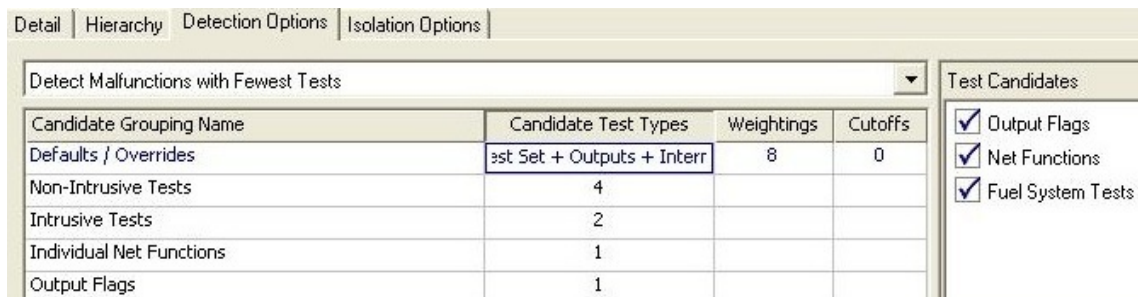 Detail Hierarchy Detection Options Isolation Options
Detect Malfunctions with Fewest Tests
Test Candidates
Candidate Grouping Name Candidate Test Types Weightings Cutoffs
Defaults / Overrides est Set + Outputs + Interr 8 0
Non-Intrusive Tests 4
Intrusive Tests 2
Individual Net Functions 1
Output Flags 1
Output Flags
Net Functions
Fuel System Tests